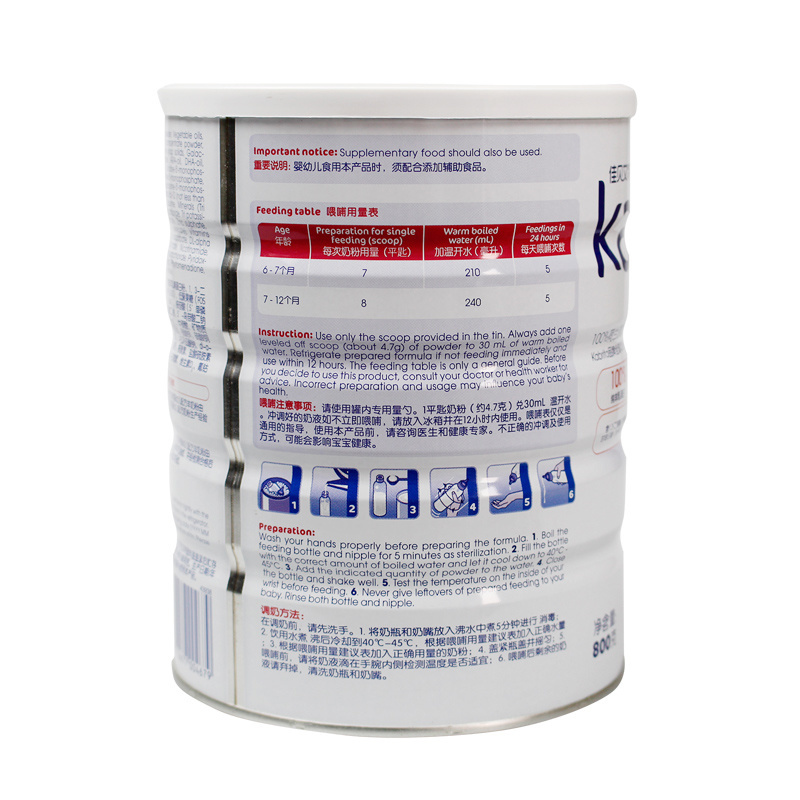 Important notice: Supplementary food should also be used.
重要说明: 婴幼儿食用本产品时，须配合添加辅助食品。
Feeding table 喂哺用量表
Age Preparation for single feeding (scoop) Warm boiled water (mL) Feedings in 24 hours
年龄 每次奶粉用量（平匙） 加温开水（毫升） 每天喂哺次数
6 - 7个月 7 210 5
7 - 12个月 8 240 5
Instruction: Use only the scoop provided in the tin. Always add one
leveled off scoop (about 4.7g) of powder to 30 mL of warm boiled
water. Refrigerate prepared formula if not feeding immediately and
use within 12 hours. The feeding table is only a general guide. Before
you decide to use this product, consult your doctor or health worker for
advice. Incorrect preparation and usage may influence your baby's
health.
喂哺注意事项: 请使用罐内专用量勺。1平匙奶粉（约4.7克）兑30mL 温开水
。冲调好的奶液如不立即喂哺，请放入冰箱并在12小时内使用。喂哺表仅仅是
通用的指导，使用本产品前，请咨询医生和健康专家。不正确的冲调及使用
方式，可能会影响宝宝健康。
1 2 3 4 5 6
Preparation:
Wash your hands properly before preparing the formula. 1. Boil the
feeding bottle and nipple for 5 minutes as sterilization. 2. Fill the bottle
with the correct amount of boiled water and let it cool down to 40°C-
45°C. 3. Add the indicated quantity of powder to the water. 4. Close
the bottle and shake well. 5. Test the temperature on the inside of your
wrist before feeding. 6. Never give leftovers of prepared feeding to your
baby. Rinse both bottle and nipple.
调奶方法:
在调奶前，请先洗手。1. 将奶瓶和奶嘴放入沸水中煮5分钟进行 消毒;
2. 饮用水煮 沸后冷却到40℃-45℃，根据喂哺用量建议表加入正确水量
; 3. 根据喂哺用量建议表加入正确用量的奶粉; 4. 盖紧瓶盖并摇匀; 5.
喂哺前，请将奶液滴在手腕内侧检测温度是否适宜; 6. 喂哺后剩余的奶
液请弃掉，清洗奶瓶和奶嘴。
净含量
800